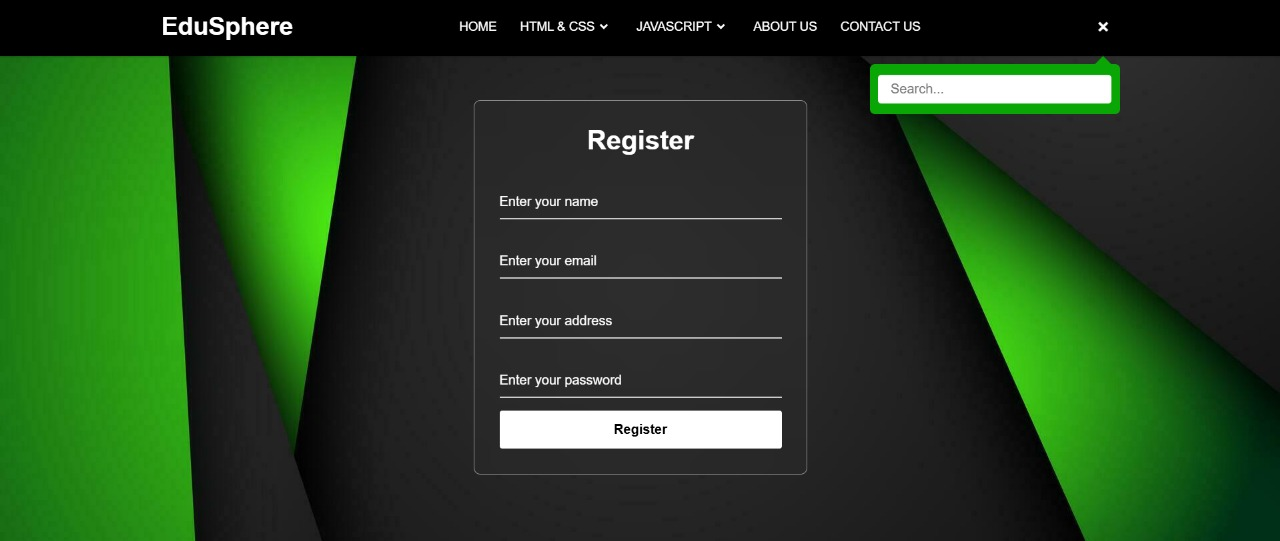 EduSphere
HOME HTML & CSS JAVASCRIPT ABOUT US CONTACT US
Search...
Register
Enter your name
Enter your email
Enter your address
Enter your password
Register